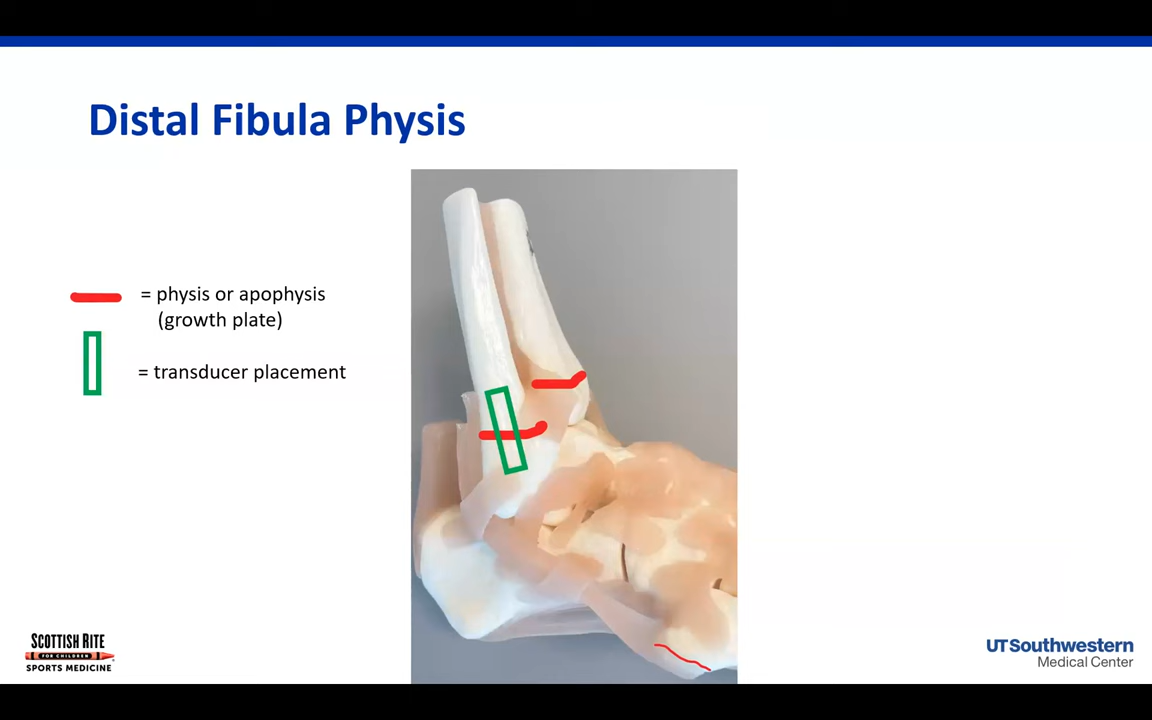 Distal Fibula Physis
= physis or apophysis
(growth plate)
= transducer placement
SCOTTISH RITE
FOR CHILDREN
SPORTS MEDICINE
UTSouthwestern
Medical Center